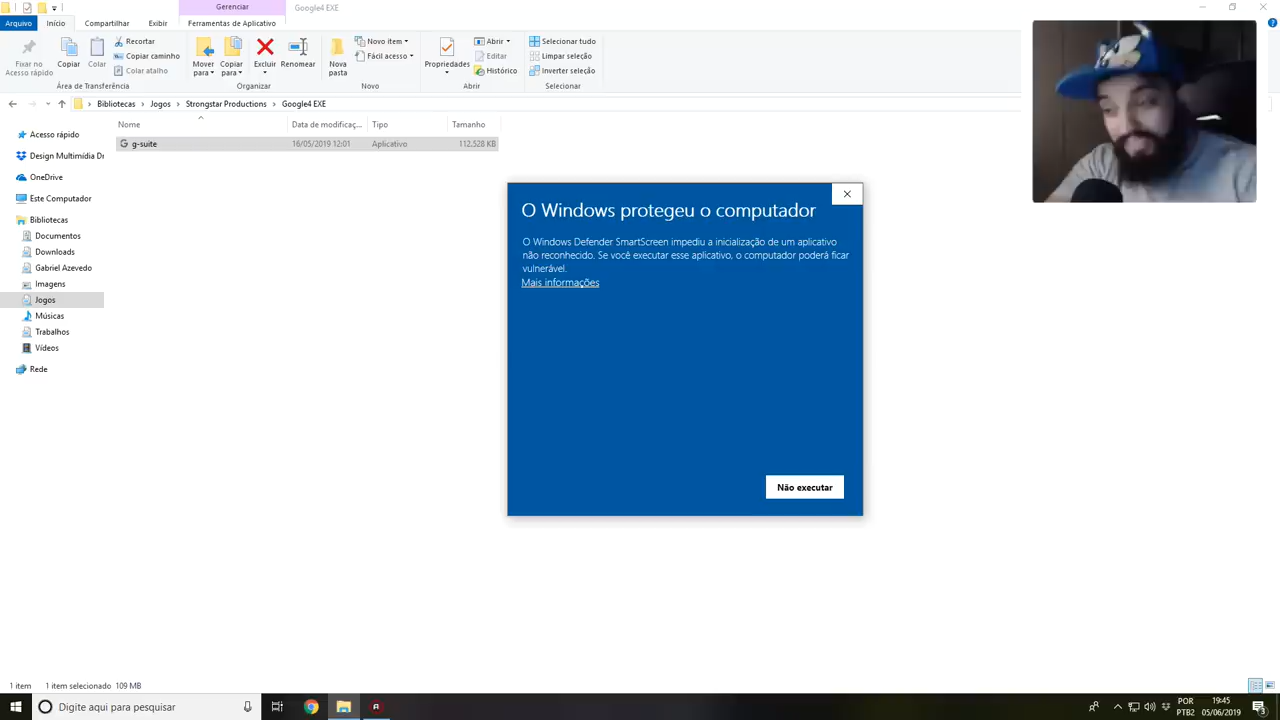 Gerenciar
Google4 EXE
Arquivo
Início
Compartilhar
Exibir
Ferramentas de Aplicativo
Fixar no
Acesso rápido
Copiar
Colar
Recortar
Copiar caminho
Colar atalho
Área de Transferência
Mover
para
Copiar
para
Excluir
Renomear
Organizar
Nova
pasta
Novo item
Fácil acesso
Novo
Propriedades
Abrir
Editar
Histórico
Abrir
Selecionar tudo
Limpar seleção
Inverter seleção
Selecionar
Bibliotecas > Jogos > Strongstar Productions > Google4 EXE
Nome
Data de modificaç...
Tipo
Tamanho
g-suite
16/05/2019 12:01
Aplicativo
112.528 KB
Acesso rápido
Design Multimídia Dr
OneDrive
Este Computador
Bibliotecas
Documentos
Downloads
Gabriel Azevedo
Imagens
Jogos
Músicas
Trabalhos
Vídeos
Rede
O Windows protegeu o computador
O Windows Defender SmartScreen impediu a inicialização de um aplicativo
não reconhecido. Se você executar esse aplicativo, o computador poderá ficar
vulnerável.
Mais informações
Não executar
1 item
1 item selecionado 109 MB
Digite aqui para pesquisar
POR
PTB2
19:45
05/06/2019
3